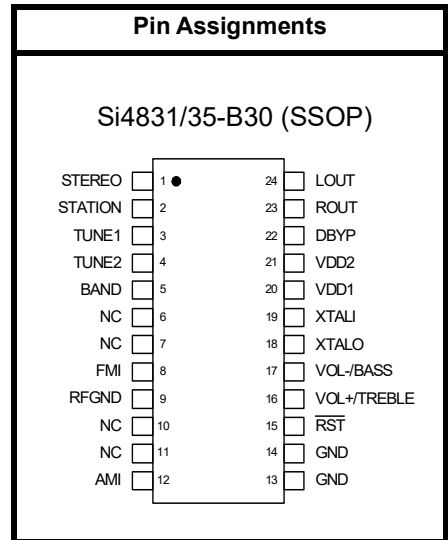 Pin Assignments
Si4831/35-B30 (SSOP)
STEREO 1 24 LOUT
STATION 2 23 ROUT
TUNE1 3 22 DBYP
TUNE2 4 21 VDD2
BAND 5 20 VDD1
NC 6 19 XTALI
NC 7 18 XTALO
FMI 8 17 VOL-/BASS
RFGND 9 16 VOL+/TREBLE
NC 10 15 RST
NC 11 14 GND
AMI 12 13 GND